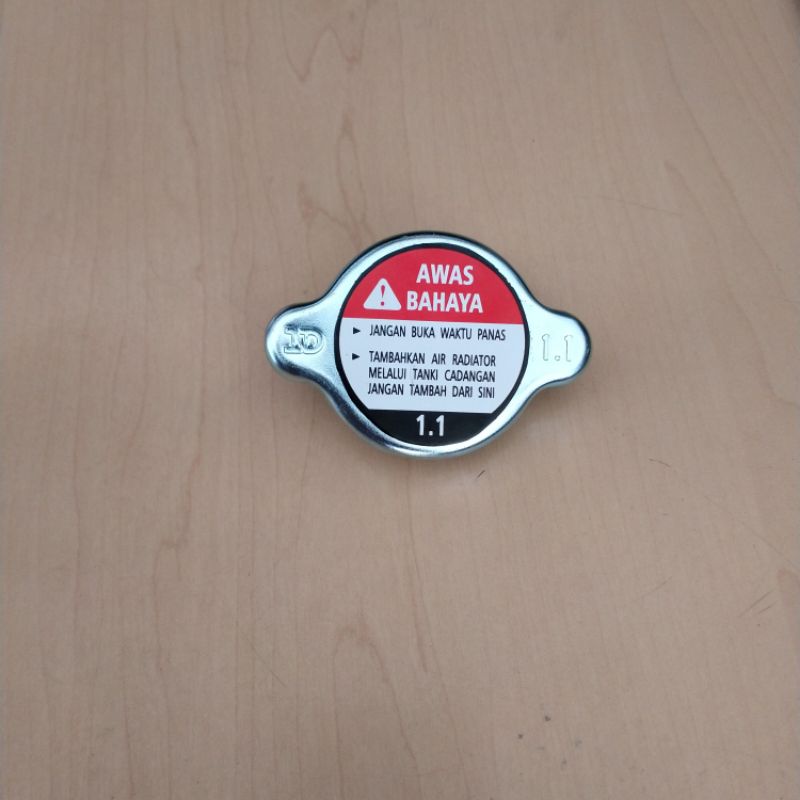 AWAS
BAHAYA
► JANGAN BUKA WAKTU PANAS
► TAMBAHKAN AIR RADIATOR
MELALUI TANKI CADANGAN
JANGAN TAMBAH DARI SINI
1.1
1.1